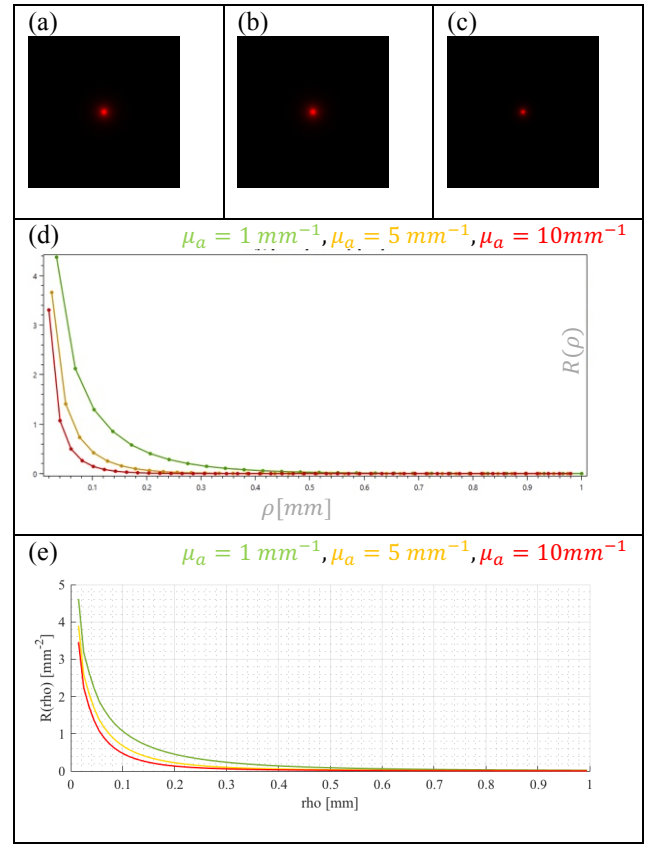 (a)
(b)
(c)
(d)
μₐ = 1 mm⁻¹, μₐ = 5 mm⁻¹, μₐ = 10mm⁻¹
4
3
2
1
0
R(ρ)
0.1 0.2 0.3 0.4 0.5 0.6 0.7 0.8 0.9 1
ρ[mm]
(e)
μₐ = 1 mm⁻¹, μₐ = 5 mm⁻¹, μₐ = 10mm⁻¹
5
4
3
2
1
0
R(rho) [mm⁻²]
0 0.1 0.2 0.3 0.4 0.5 0.6 0.7 0.8 0.9 1
rho [mm]